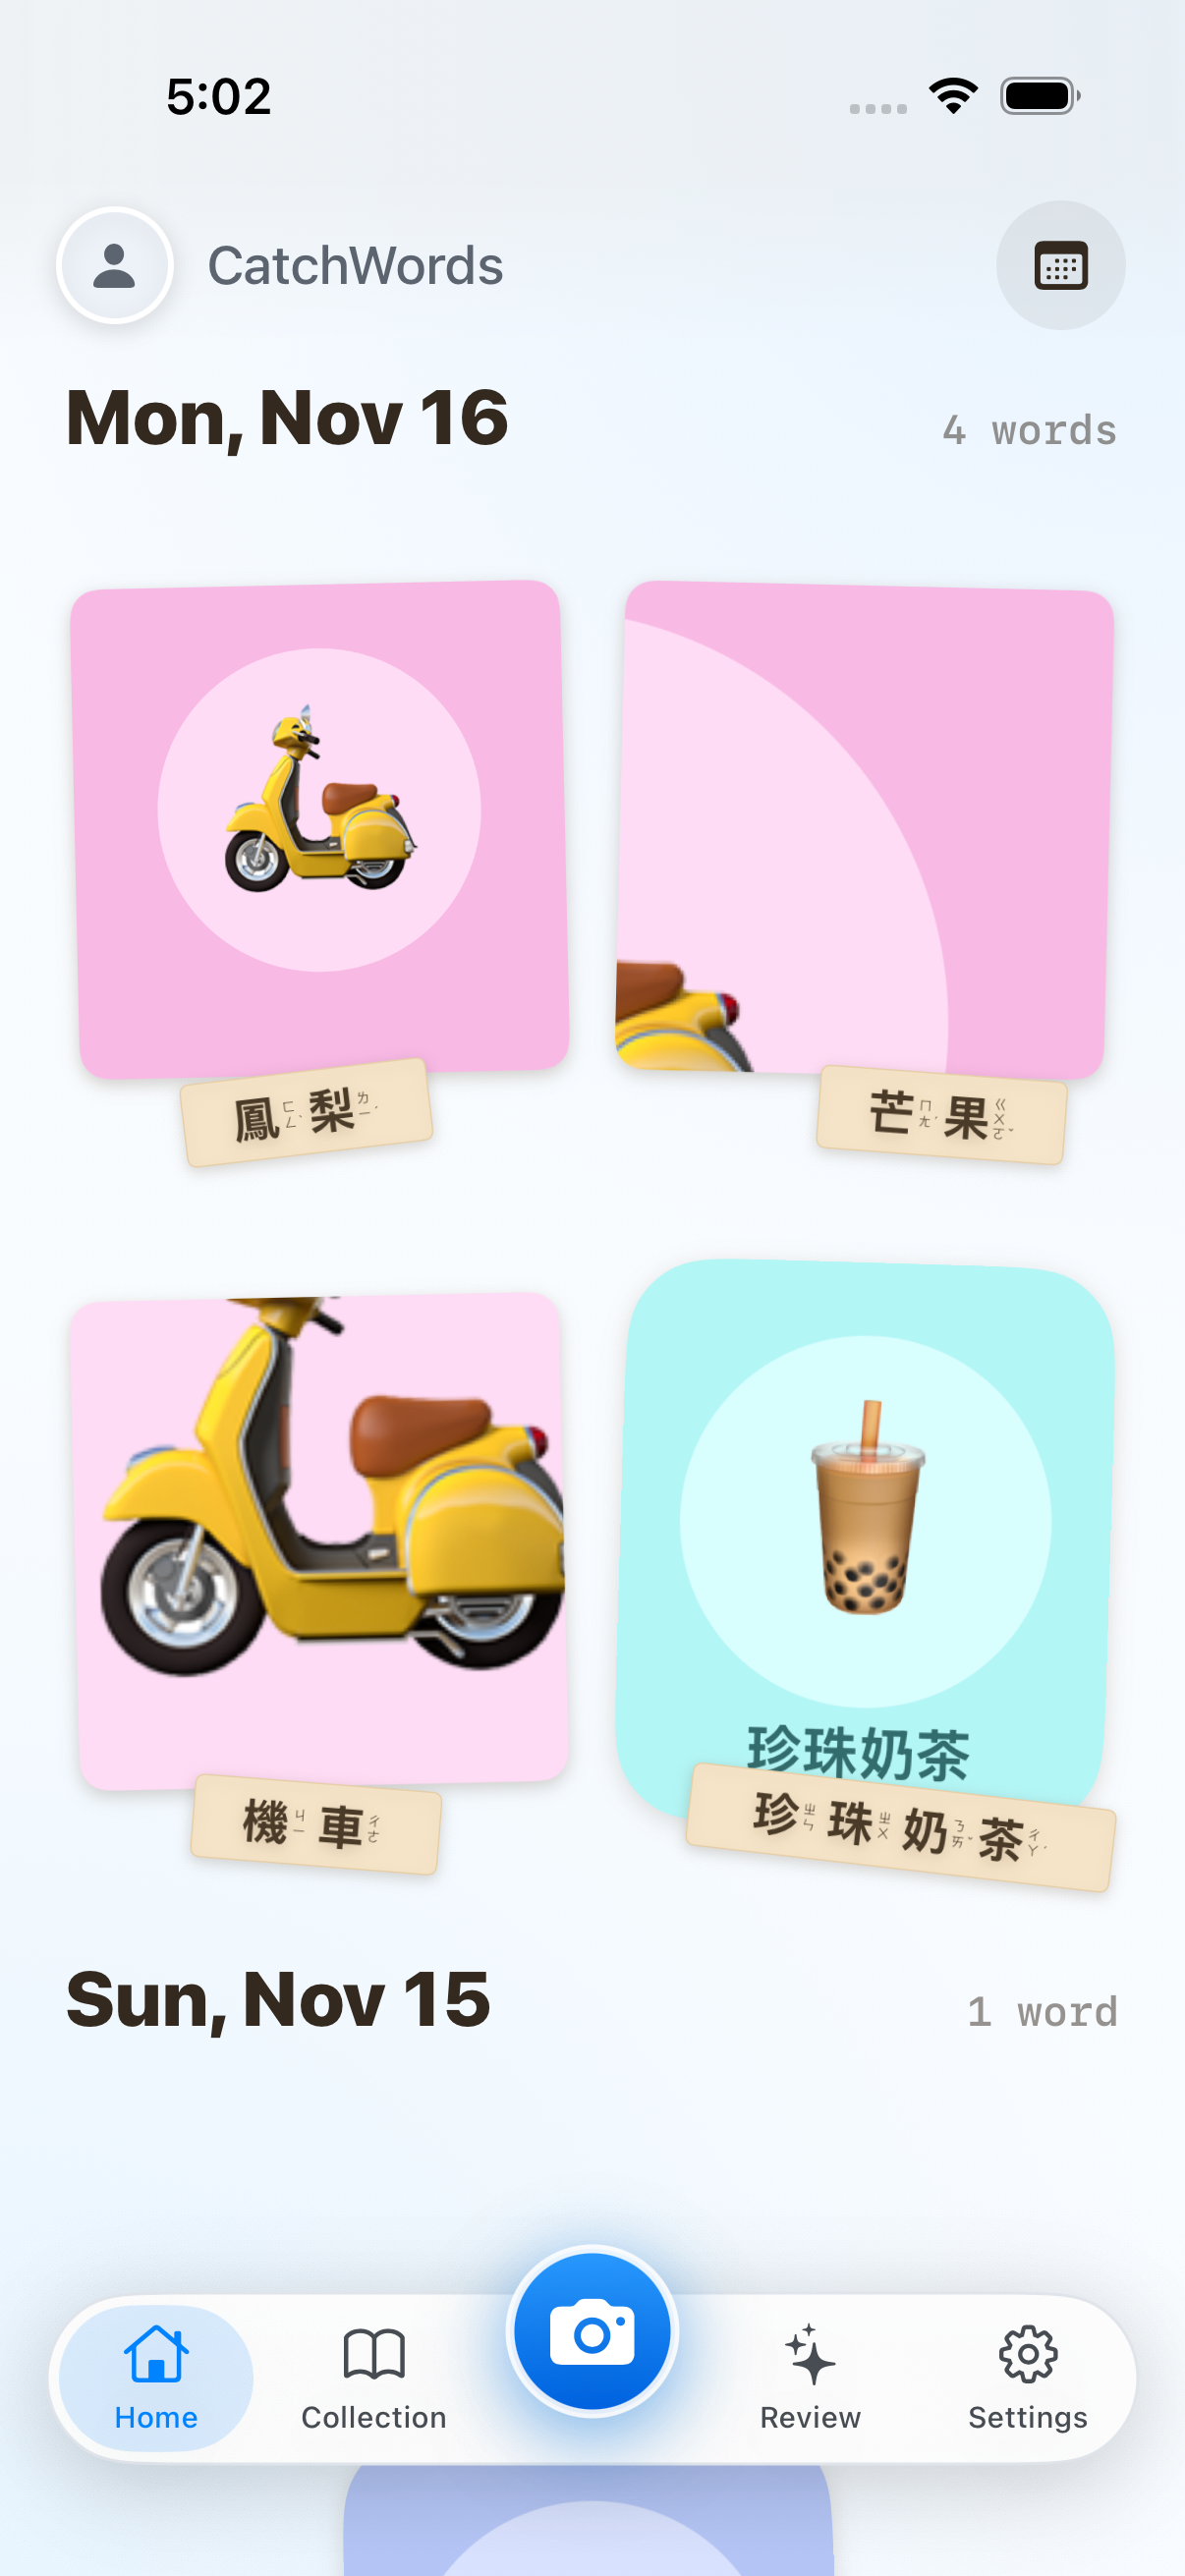 5:02
CatchWords
Mon, Nov 16
4 words
鳳ㄈㄥˋ梨ㄌㄧˊ
芒ㄇㄤˊ果ㄍㄨㄛˇ
珍珠奶茶
機ㄐㄧ車ㄔㄜ
珍ㄓㄣ珠ㄓㄨ奶ㄋㄞˇ茶ㄔㄚˊ
Sun, Nov 15
1 word
Home
Collection
Review
Settings